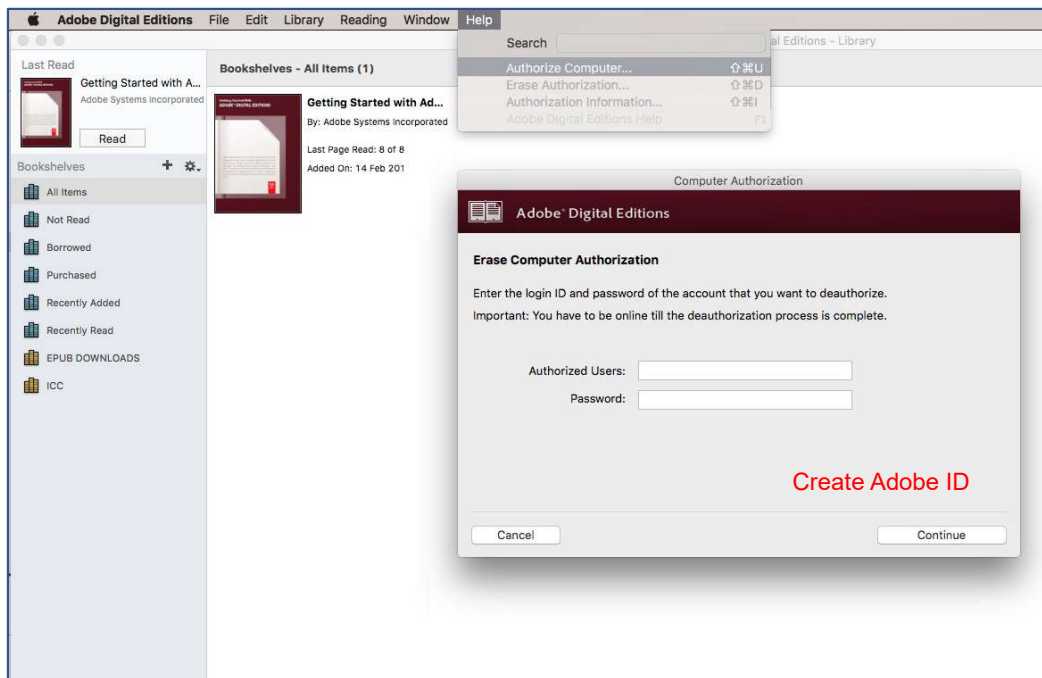 Adobe Digital Editions File Edit Library Reading Window Help
al Editions - Library
Search
Authorize Computer... ⇧⌘U
Erase Authorization... ⇧⌘D
Authorization Information... ⇧⌘I
Adobe Digital Editions Help F1
Last Read
Getting Started with A...
Adobe Systems Incorporated
Read
Bookshelves
All Items
Not Read
Borrowed
Purchased
Recently Added
Recently Read
EPUB DOWNLOADS
ICC
Bookshelves - All Items (1)
Getting Started with Ad...
By: Adobe Systems Incorporated
Last Page Read: 8 of 8
Added On: 14 Feb 201
Computer Authorization
Adobe® Digital Editions
Erase Computer Authorization
Enter the login ID and password of the account that you want to deauthorize.
Important: You have to be online till the deauthorization process is complete.
Authorized Users:
Password:
Create Adobe ID
Cancel
Continue